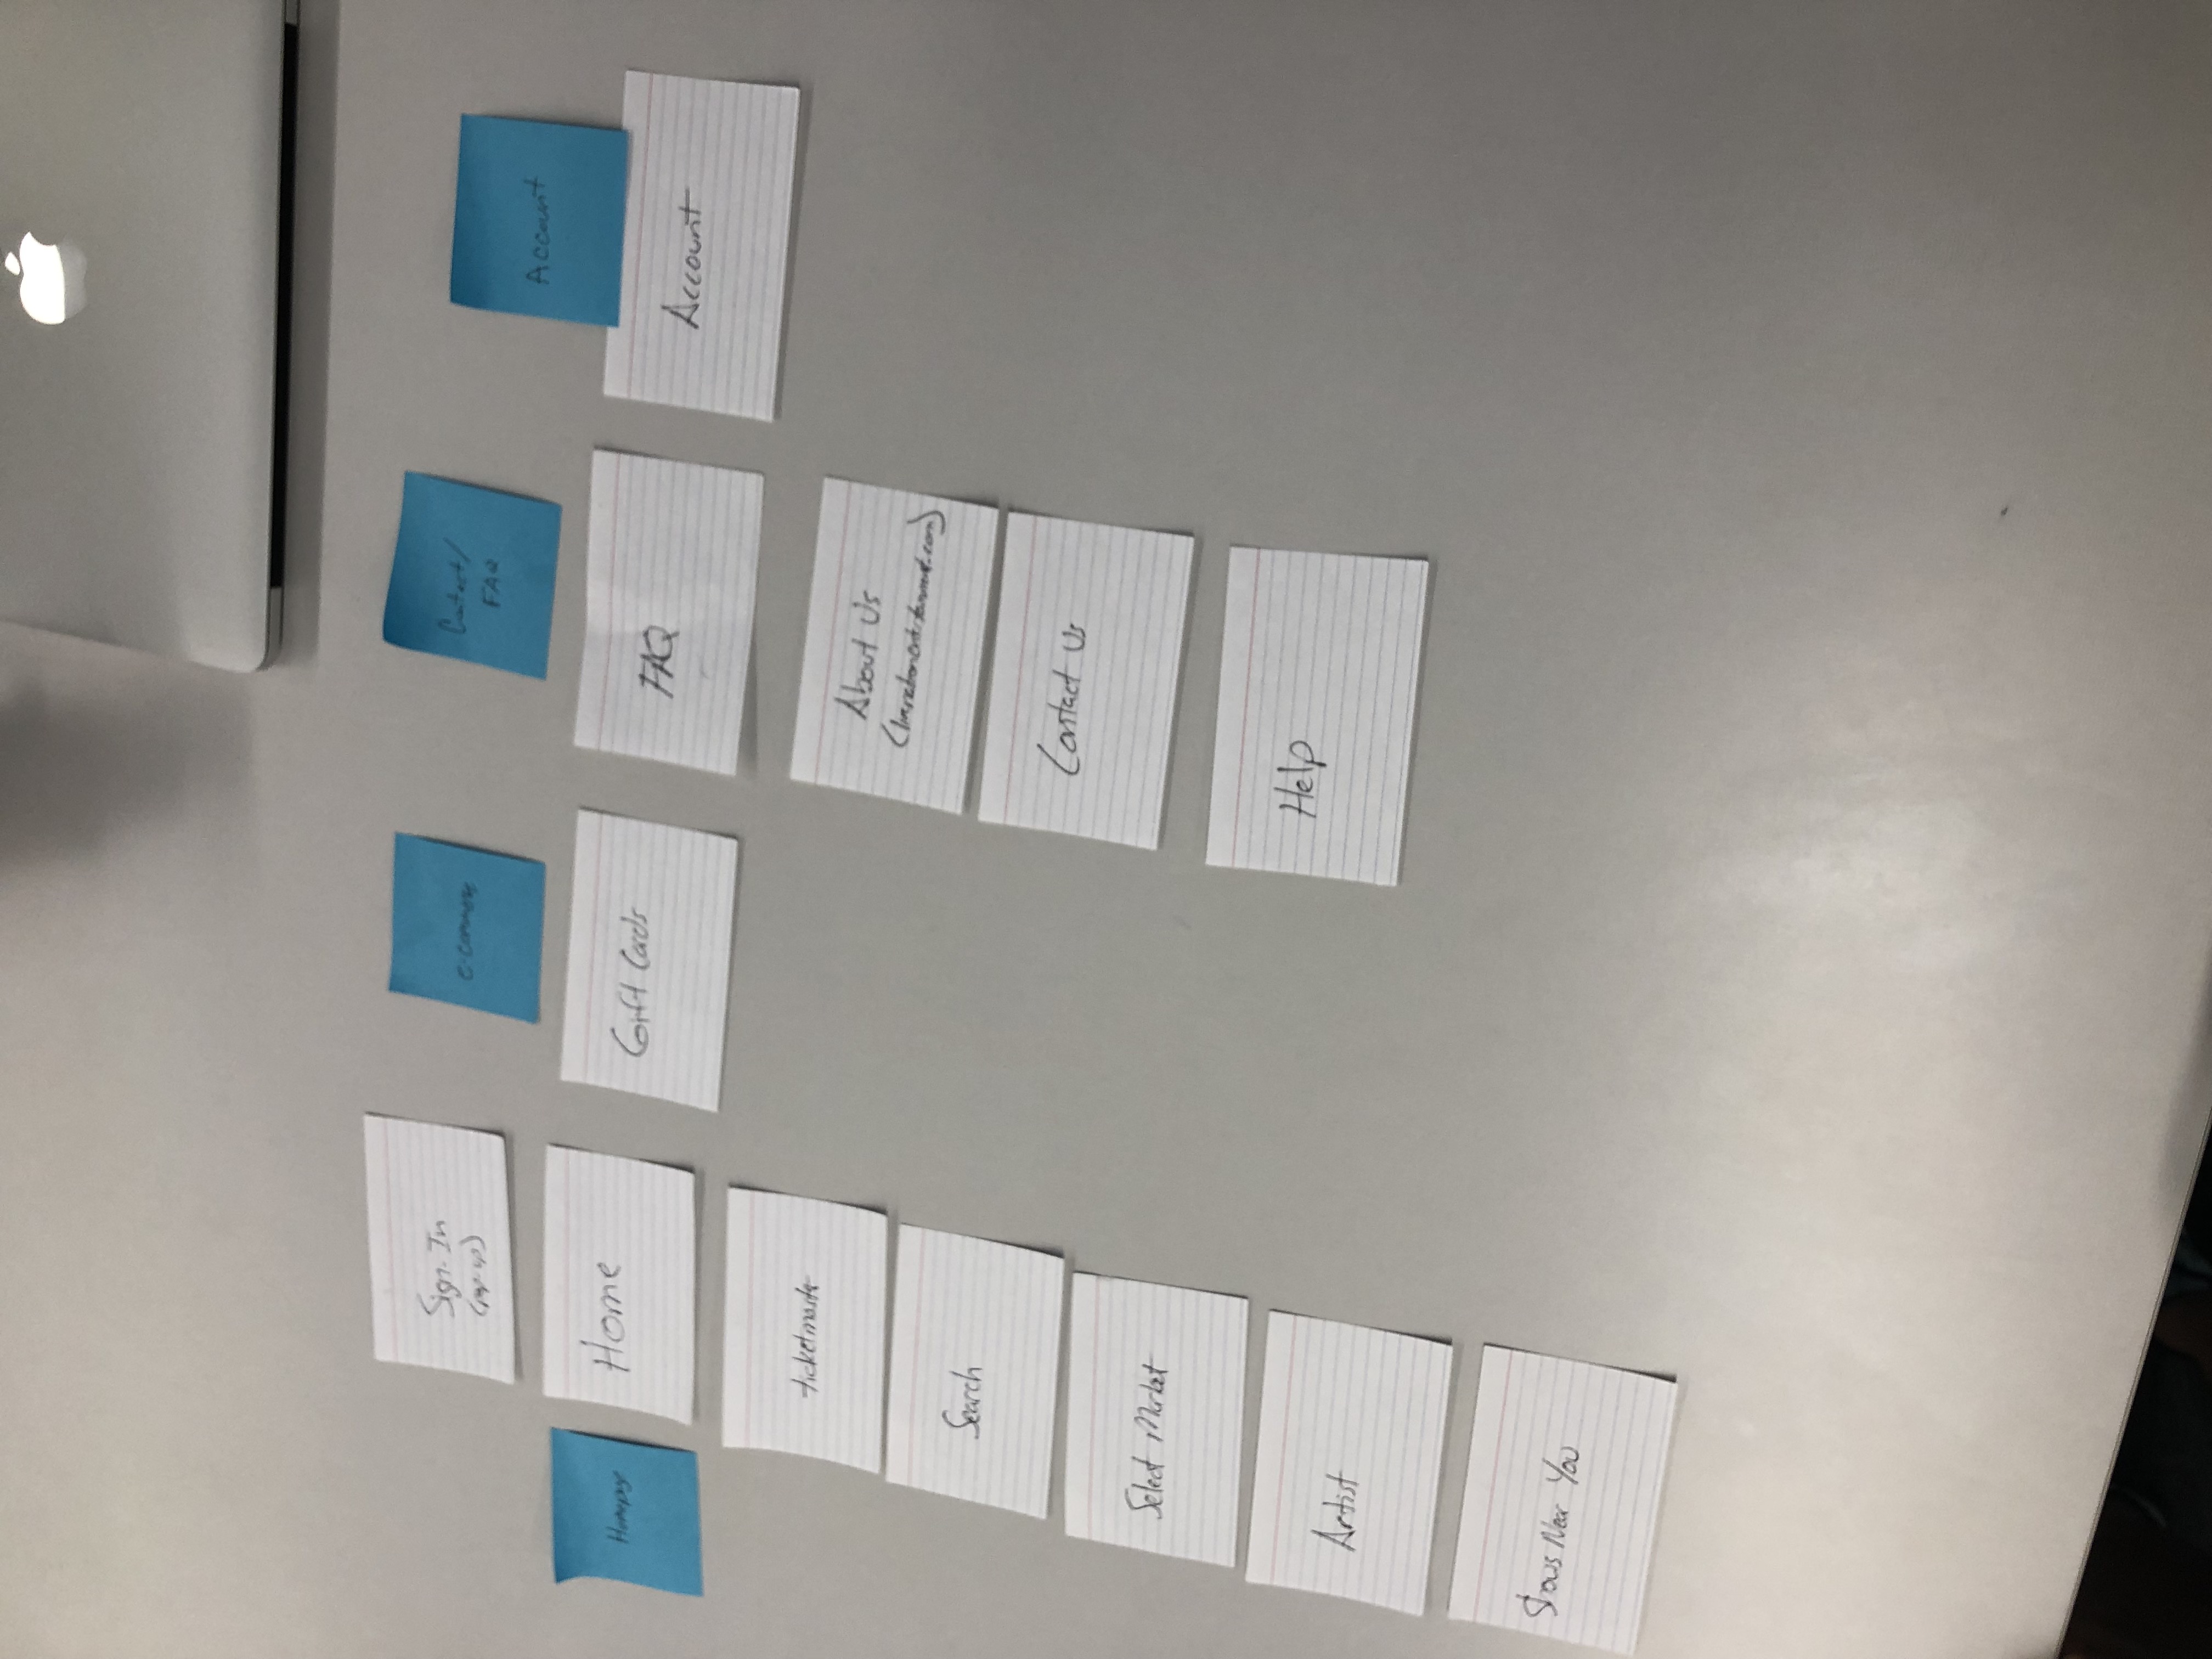 Sign-In
(pop-up)
Homepage
Home
ticketmaster
Search
Select Market
Artist
Shows Near You
e-commerce
Gift Cards
Contact/
FAQ
FAQ
About Us
(livenationentertainment.com)
Contact Us
Help
Account
Account